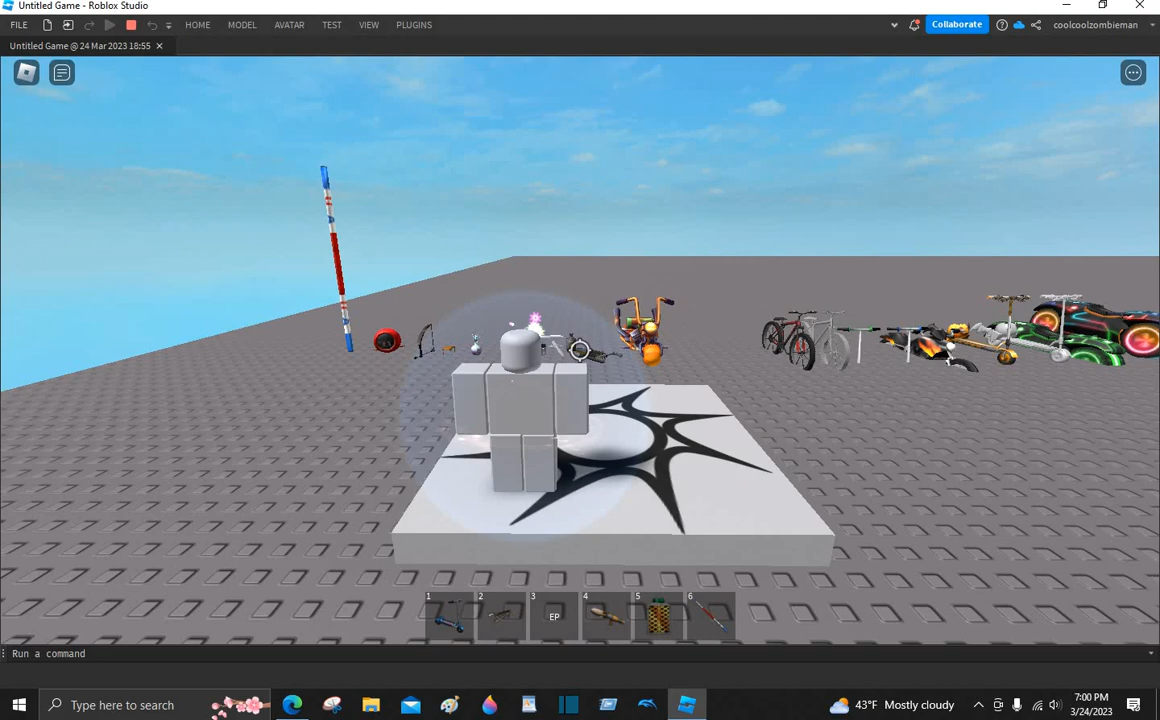 Untitled Game - Roblox Studio
FILE HOME MODEL AVATAR TEST VIEW PLUGINS Collaborate coolcoolzombieman
Untitled Game @ 24 Mar 2023 18:55
1 2 3 4 5 6
EP
Run a command
Type here to search
43°F Mostly cloudy
7:00 PM
3/24/2023